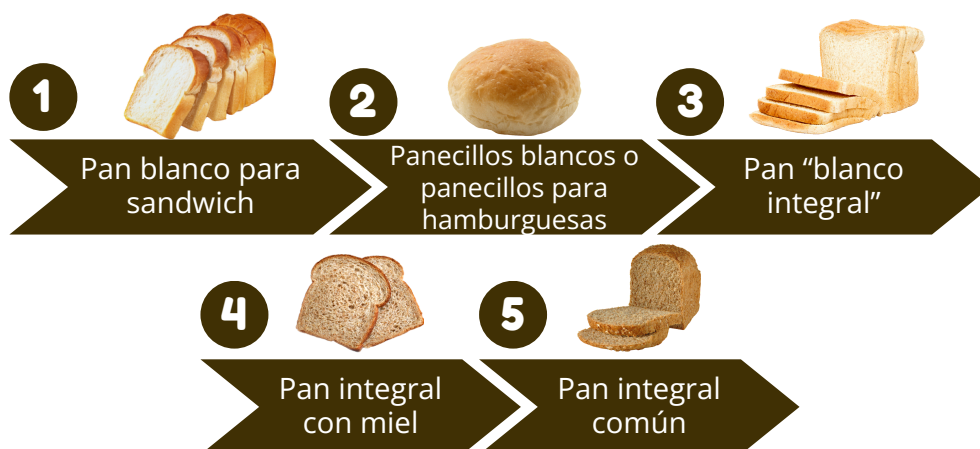 1
Pan blanco para
sandwich
2
Panecillos blancos o
panecillos para
hamburguesas
3
Pan “blanco
integral”
4
Pan integral
con miel
5
Pan integral
común